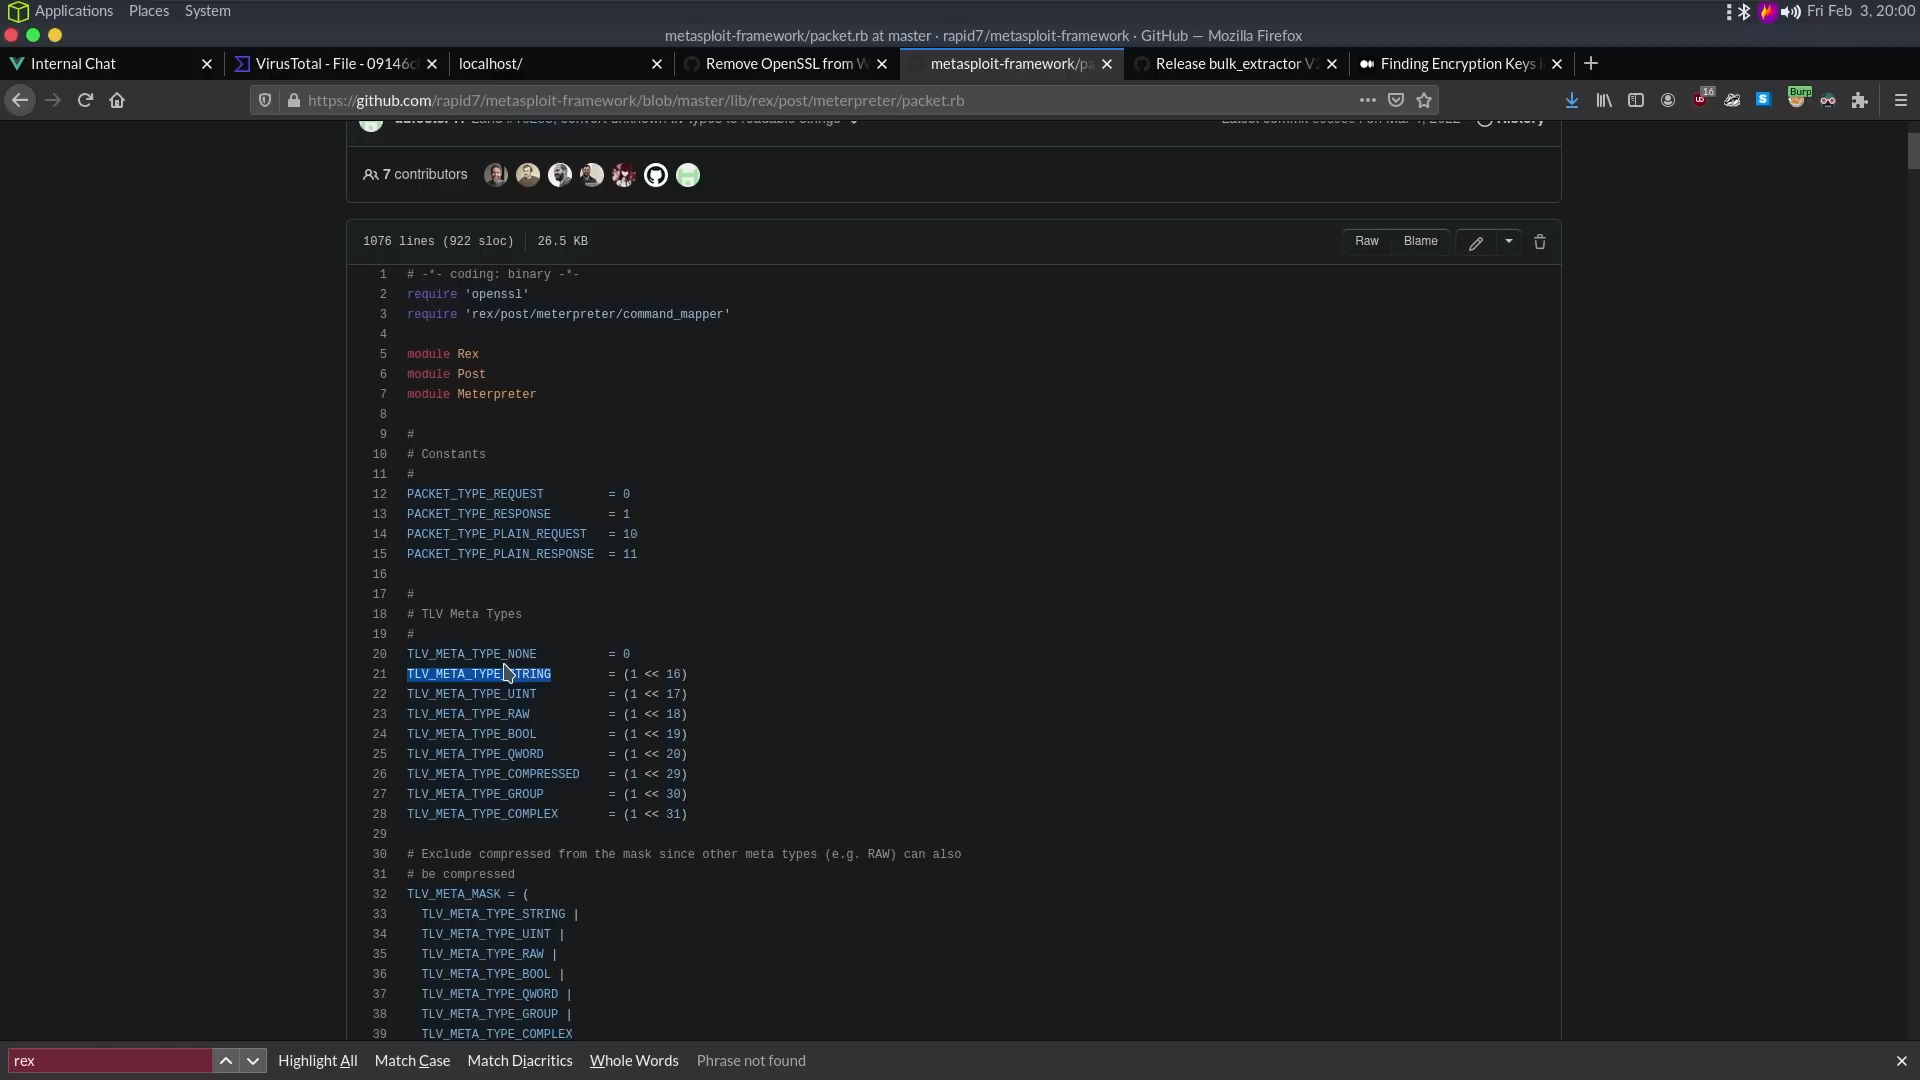 Applications Places System
Fri Feb 3, 20:00
metasploit-framework/packet.rb at master · rapid7/metasploit-framework · GitHub — Mozilla Firefox
Internal Chat
VirusTotal - File - 09146c
localhost/
Remove OpenSSL from W
metasploit-framework/pa
Release bulk_extractor V2
Finding Encryption Keys i
https://github.com/rapid7/metasploit-framework/blob/master/lib/rex/post/meterpreter/packet.rb
16
Burp
7 contributors
1076 lines (922 sloc) 26.5 KB
Raw Blame
1 # -*- coding: binary -*-
2 require 'openssl'
3 require 'rex/post/meterpreter/command_mapper'
4
5 module Rex
6 module Post
7 module Meterpreter
8
9 #
10 # Constants
11 #
12 PACKET_TYPE_REQUEST = 0
13 PACKET_TYPE_RESPONSE = 1
14 PACKET_TYPE_PLAIN_REQUEST = 10
15 PACKET_TYPE_PLAIN_RESPONSE = 11
16
17 #
18 # TLV Meta Types
19 #
20 TLV_META_TYPE_NONE = 0
21 TLV_META_TYPE_STRING = (1 << 16)
22 TLV_META_TYPE_UINT = (1 << 17)
23 TLV_META_TYPE_RAW = (1 << 18)
24 TLV_META_TYPE_BOOL = (1 << 19)
25 TLV_META_TYPE_QWORD = (1 << 20)
26 TLV_META_TYPE_COMPRESSED = (1 << 29)
27 TLV_META_TYPE_GROUP = (1 << 30)
28 TLV_META_TYPE_COMPLEX = (1 << 31)
29
30 # Exclude compressed from the mask since other meta types (e.g. RAW) can also
31 # be compressed
32 TLV_META_MASK = (
33 TLV_META_TYPE_STRING |
34 TLV_META_TYPE_UINT |
35 TLV_META_TYPE_RAW |
36 TLV_META_TYPE_BOOL |
37 TLV_META_TYPE_QWORD |
38 TLV_META_TYPE_GROUP |
39 TLV_META_TYPE_COMPLEX
rex
Highlight All Match Case Match Diacritics Whole Words Phrase not found